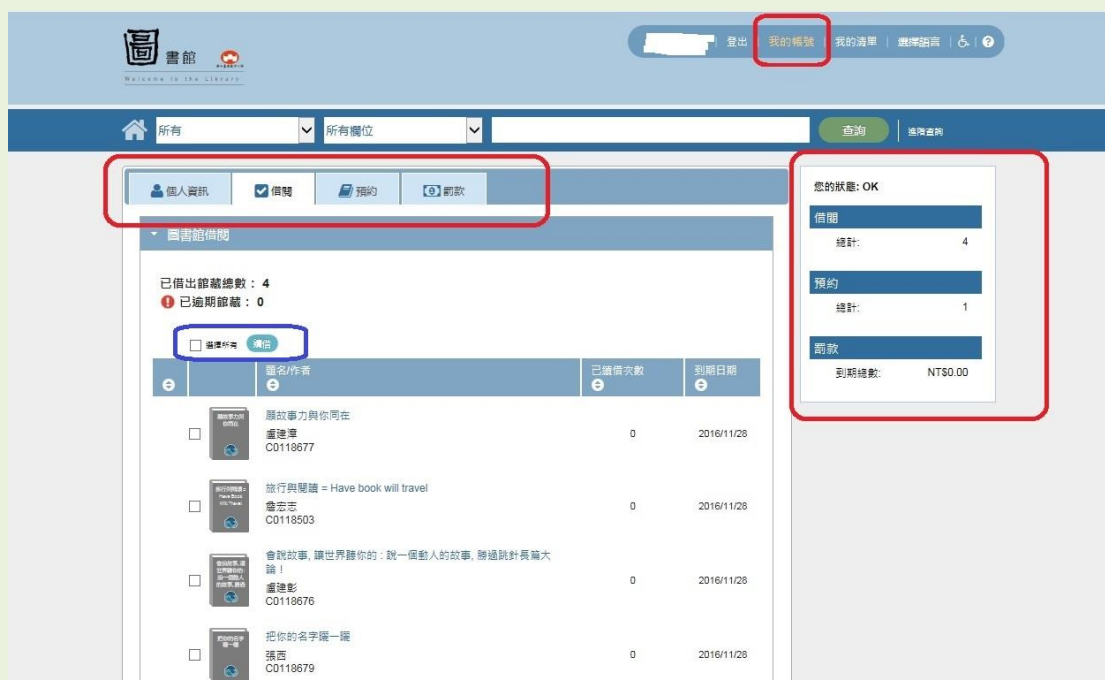 圖書館
Welcome to the Library
登出 | 我的帳號 | 我的清單 | 選擇語言
所有 所有欄位 查詢 進階查詢
個人資訊 借閱 預約 罰款
圖書館借閱
已借出館藏總數: 4
已逾期館藏: 0
選擇所有 續借
題名/作者 已續借次數 到期日期
願故事力與你同在
盧建漳
C0118677
0 2016/11/28
旅行與閱讀 = Have book will travel
詹宏志
C0118503
0 2016/11/28
會說故事, 讓世界聽你的 : 說一個動人的故事, 勝過跳針長篇大
論!
盧建彰
C0118676
0 2016/11/28
把你的名字曬一曬
張西
C0118679
0 2016/11/28
您的狀態: OK
借閱
總計: 4
預約
總計: 1
罰款
到期總數: NT$0.00